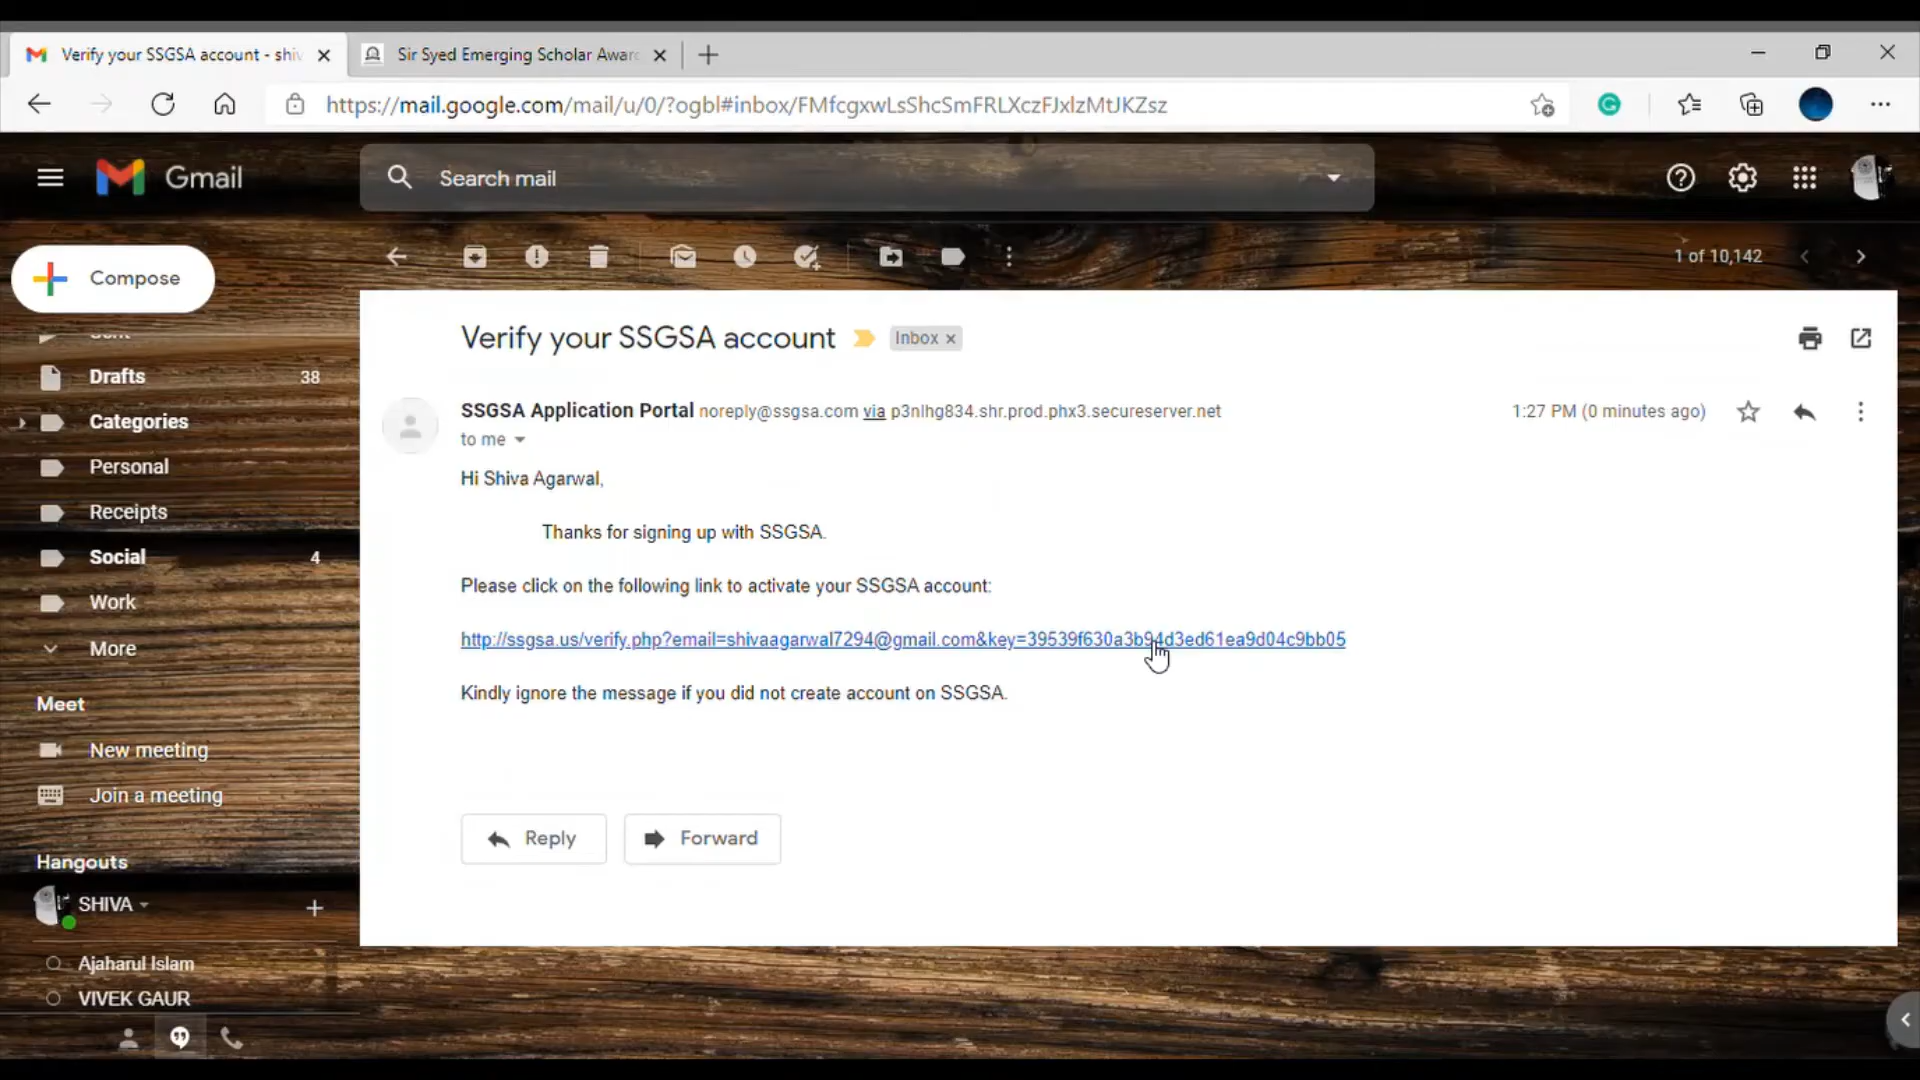 Verify your SSGSA account - shiv
Sir Syed Emerging Scholar Awar
https://mail.google.com/mail/u/0/?ogbl#inbox/FMfcgxwLsShcSmFRLXczFJxlzMtJKZsz
Gmail
Search mail
Compose
1 of 10,142
Sent
Drafts 38
Categories
Personal
Receipts
Social 4
Work
More
Meet
New meeting
Join a meeting
Hangouts
SHIVA
Ajaharul Islam
VIVEK GAUR
Verify your SSGSA account Inbox x
SSGSA Application Portal noreply@ssgsa.com via p3nlhg834.shr.prod.phx3.secureserver.net 1:27 PM (0 minutes ago)
to me
Hi Shiva Agarwal,
Thanks for signing up with SSGSA.
Please click on the following link to activate your SSGSA account:
http://ssgsa.us/verify.php?email=shivaagarwal7294@gmail.com&key=39539f630a3b94d3ed61ea9d04c9bb05
Kindly ignore the message if you did not create account on SSGSA.
Reply
Forward